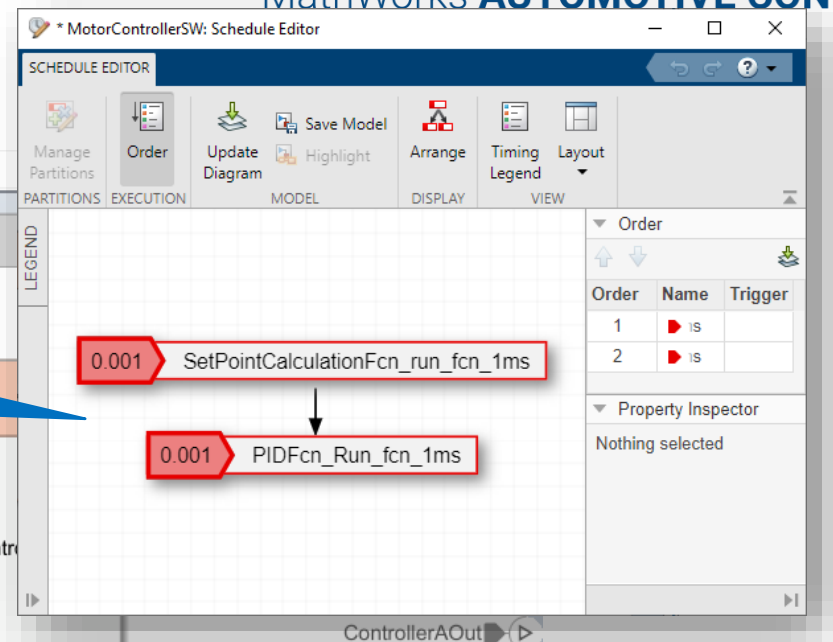 MathWorks AUTOMOTIVE CON
* MotorControllerSW: Schedule Editor
SCHEDULE EDITOR
Manage Partitions
Order
Update Diagram
Save Model
Highlight
Arrange
Timing Legend
Layout
PARTITIONS EXECUTION MODEL DISPLAY VIEW
LEGEND
0.001 SetPointCalculationFcn_run_fcn_1ms
0.001 PIDFcn_Run_fcn_1ms
Order
Order Name Trigger
1
2
Property Inspector
Nothing selected
ControllerAOut